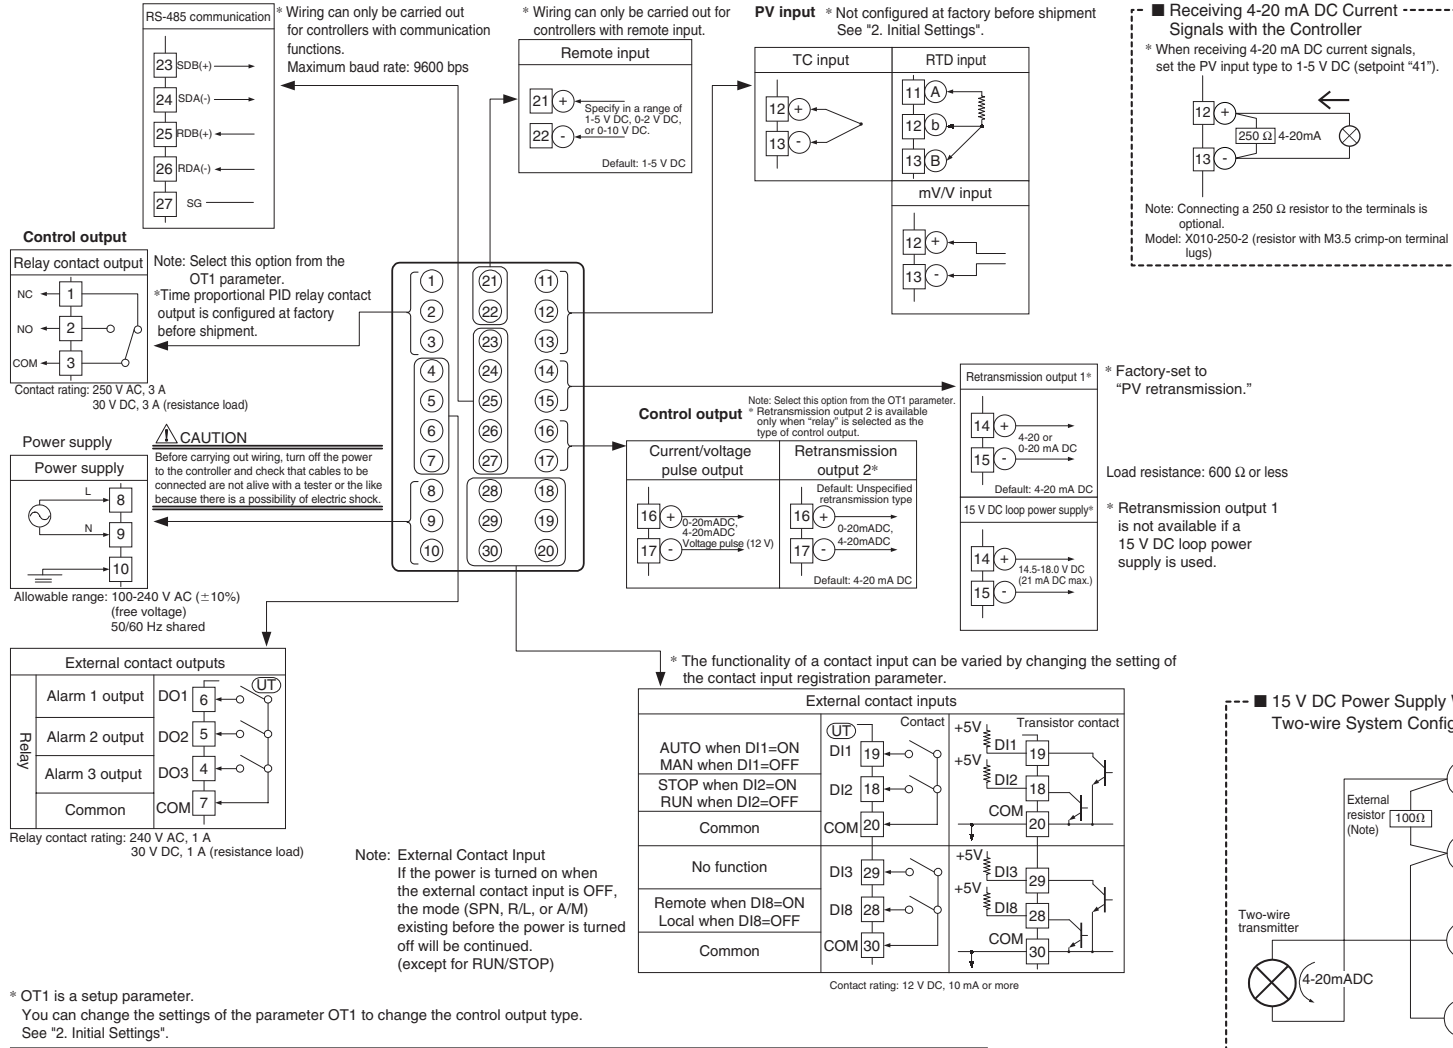 RS-485 communication
23 SDB(+)
24 SDA(-)
25 RDB(+)
26 RDA(-)
27 SG
* Wiring can only be carried out
for controllers with communication
functions.
Maximum baud rate: 9600 bps
* Wiring can only be carried out for
controllers with remote input.
Remote input
21 +
22 -
Specify in a range of
1-5 V DC, 0-2 V DC,
or 0-10 V DC.
Default: 1-5 V DC
PV input * Not configured at factory before shipment
See "2. Initial Settings".
TC input
12 +
13 -
RTD input
11 A
12 b
13 B
mV/V input
12 +
13 -
■ Receiving 4-20 mA DC Current
Signals with the Controller
* When receiving 4-20 mA DC current signals,
set the PV input type to 1-5 V DC (setpoint "41").
12 +
250 Ω 4-20mA
13 -
Note: Connecting a 250 Ω resistor to the terminals is
optional.
Model: X010-250-2 (resistor with M3.5 crimp-on terminal
lugs)
Control output
Relay contact output
NC 1
NO 2
COM 3
Contact rating: 250 V AC, 3 A
30 V DC, 3 A (resistance load)
Note: Select this option from the
OT1 parameter.
*Time proportional PID relay contact
output is configured at factory
before shipment.
1 21 11
2 22 12
3 23 13
4 24 14
5 25 15
6 26 16
7 27 17
8 28 18
9 29 19
10 30 20
Power supply
Power supply
L 8
N 9
10
Allowable range: 100-240 V AC (±10%)
(free voltage)
50/60 Hz shared
CAUTION
Before carrying out wiring, turn off the power
to the controller and check that cables to be
connected are not alive with a tester or the like
because there is a possibility of electric shock.
Control output
Note: Select this option from the OT1 parameter.
* Retransmission output 2 is available
only when "relay" is selected as the
type of control output.
Current/voltage
pulse output
16 +
17 -
0-20mADC,
4-20mADC
Voltage pulse (12 V)
Retransmission
output 2*
Default: Unspecified
retransmission type
16 +
17 -
0-20mADC,
4-20mADC
Default: 4-20 mA DC
Retransmission output 1*
14 +
15 -
4-20 or
0-20 mA DC
Default: 4-20 mA DC
15 V DC loop power supply*
14 +
15 -
14.5-18.0 V DC
(21 mA DC max.)
* Factory-set to
"PV retransmission."
Load resistance: 600 Ω or less
* Retransmission output 1
is not available if a
15 V DC loop power
supply is used.
External contact outputs
Relay
UT
Alarm 1 output DO1 6
Alarm 2 output DO2 5
Alarm 3 output DO3 4
Common COM 7
Relay contact rating: 240 V AC, 1 A
30 V DC, 1 A (resistance load)
* The functionality of a contact input can be varied by changing the setting of
the contact input registration parameter.
External contact inputs
UT Contact Transistor contact
AUTO when DI1=ON
MAN when DI1=OFF
DI1 19
+5V DI1 19
STOP when DI2=ON
RUN when DI2=OFF
DI2 18
+5V DI2 18
Common COM 20
COM 20
No function DI3 29
+5V DI3 29
Remote when DI8=ON
Local when DI8=OFF
DI8 28
+5V DI8 28
Common COM 30
COM 30
Contact rating: 12 V DC, 10 mA or more
Note: External Contact Input
If the power is turned on when
the external contact input is OFF,
the mode (SPN, R/L, or A/M)
existing before the power is turned
off will be continued.
(except for RUN/STOP)
■ 15 V DC Power Supply
Two-wire System Config
External
resistor
(Note)
100Ω
Two-wire
transmitter
4-20mADC
* OT1 is a setup parameter.
You can change the settings of the parameter OT1 to change the control output type.
See "2. Initial Settings".